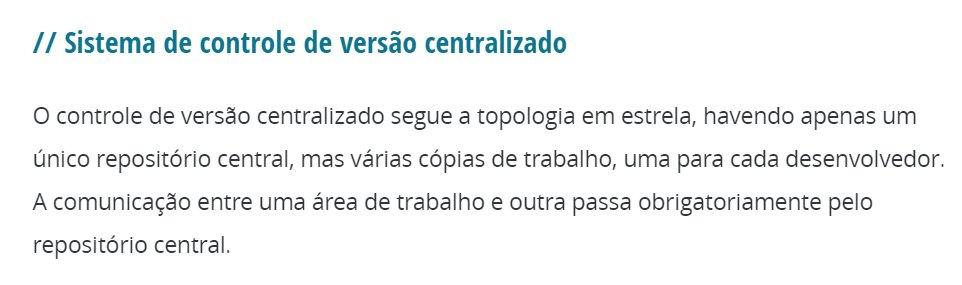 // Sistema de controle de versão centralizado
O controle de versão centralizado segue a topologia em estrela, havendo apenas um
único repositório central, mas várias cópias de trabalho, uma para cada desenvolvedor.
A comunicação entre uma área de trabalho e outra passa obrigatoriamente pelo
repositório central.